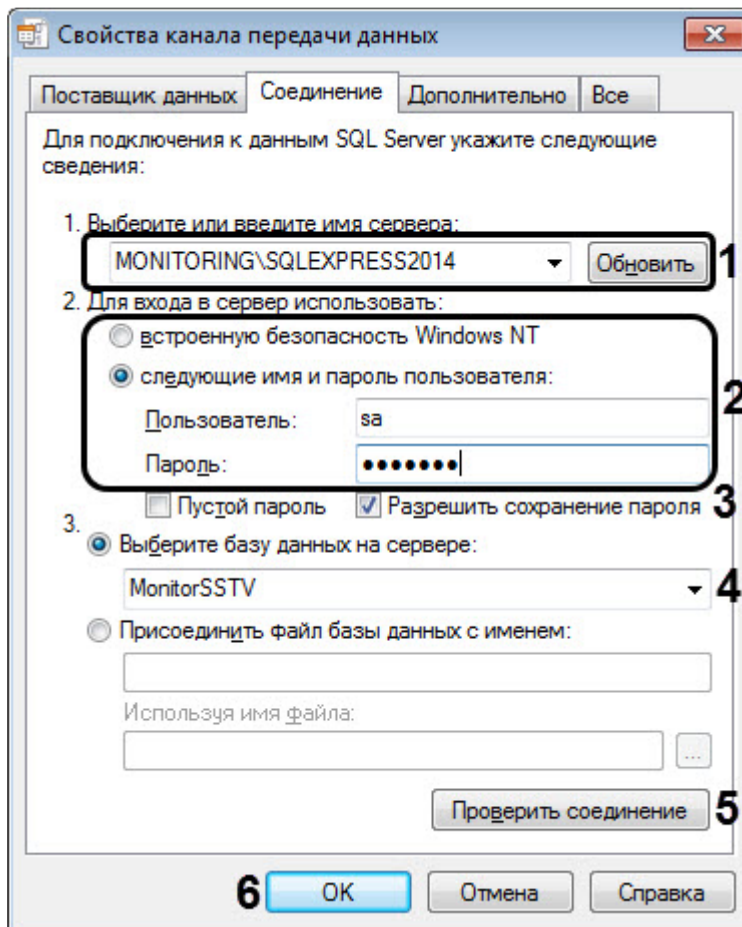 Свойства канала передачи данных
Поставщик данных Соединение Дополнительно Все
Для подключения к данным SQL Server укажите следующие
сведения:
1. Выберите или введите имя сервера:
MONITORING\SQLEXPRESS2014 Обновить 1
2. Для входа в сервер использовать:
встроенную безопасность Windows NT
следующие имя и пароль пользователя:
2
Пользователь: sa
Пароль: ●●●●●●●
Пустой пароль Разрешить сохранение пароля 3
3.
Выберите базу данных на сервере:
MonitorSSTV 4
Присоединить файл базы данных с именем:
Используя имя файла:
...
Проверить соединение 5
6 OK Отмена Справка